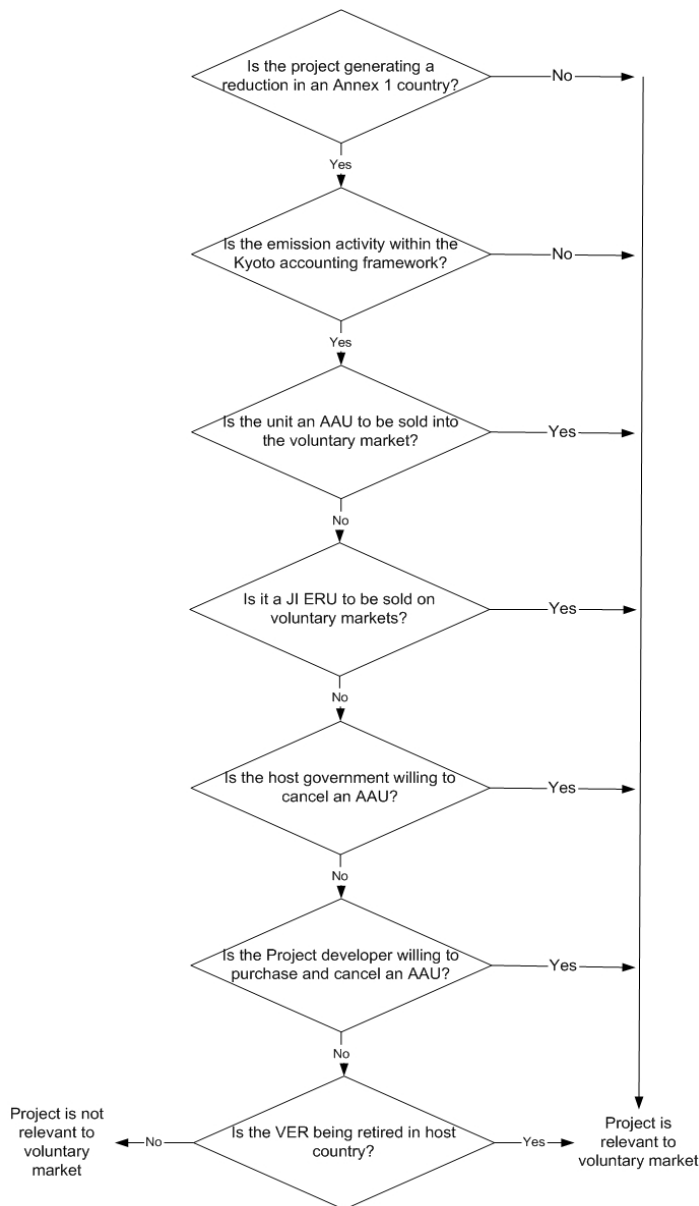 Is the project generating a
reduction in an Annex 1 country?
No
Yes
Is the emission activity within the
Kyoto accounting framework?
No
Yes
Is the unit an AAU to be sold into
the voluntary market?
Yes
No
Is it a JI ERU to be sold on
voluntary markets?
Yes
No
Is the host government willing to
cancel an AAU?
Yes
No
Is the Project developer willing to
purchase and cancel an AAU?
Yes
No
Project is not
relevant to
voluntary
market
No
Is the VER being retired in host
country?
Yes
Project is
relevant to
voluntary market